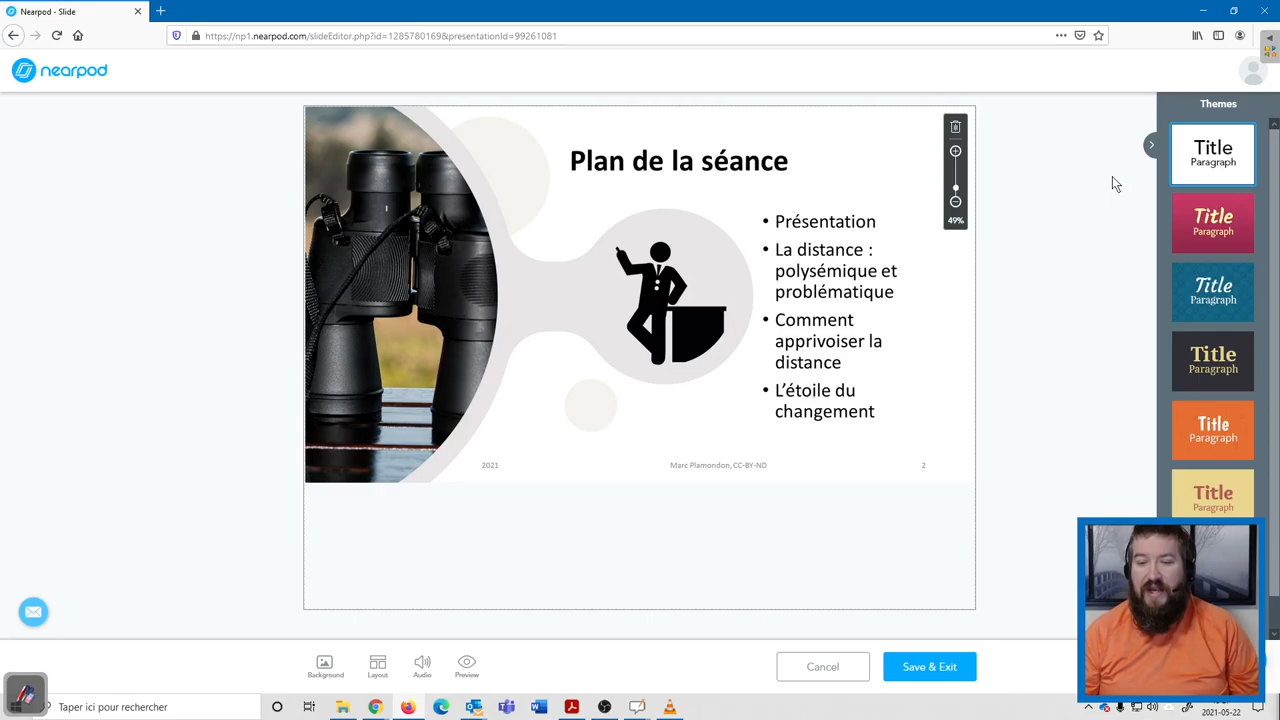 Nearpod - Slide
https://np1.nearpod.com/slideEditor.php?id=1285780169&presentationId=99261081
nearpod
Themes
Plan de la séance
• Présentation
• La distance :
polysémique et
problématique
• Comment
apprivoiser la
distance
• L'étoile du
changement
2021
Marc Plamondon, CC-BY-ND
2
49%
Title
Paragraph
Title
Paragraph
Title
Paragraph
Title
Paragraph
Title
Paragraph
Title
Paragraph
Background
Layout
Audio
Preview
Cancel
Save & Exit
Taper ici pour rechercher
2021-05-22